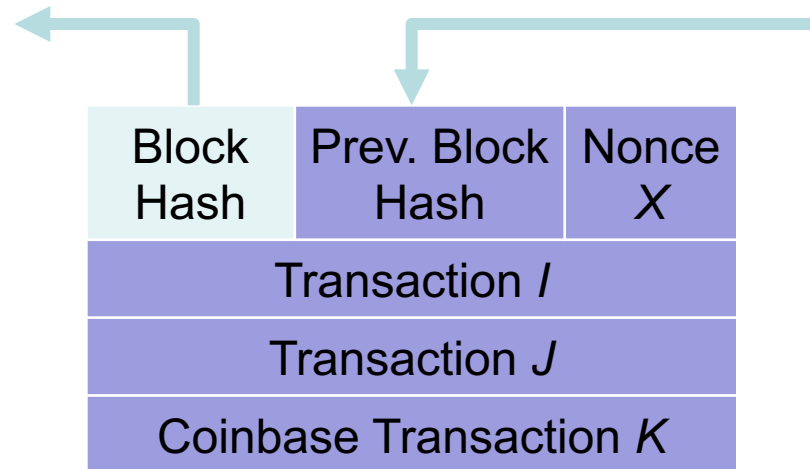 Block
Hash
Prev. Block
Hash
Nonce
X
Transaction I
Transaction J
Coinbase Transaction K